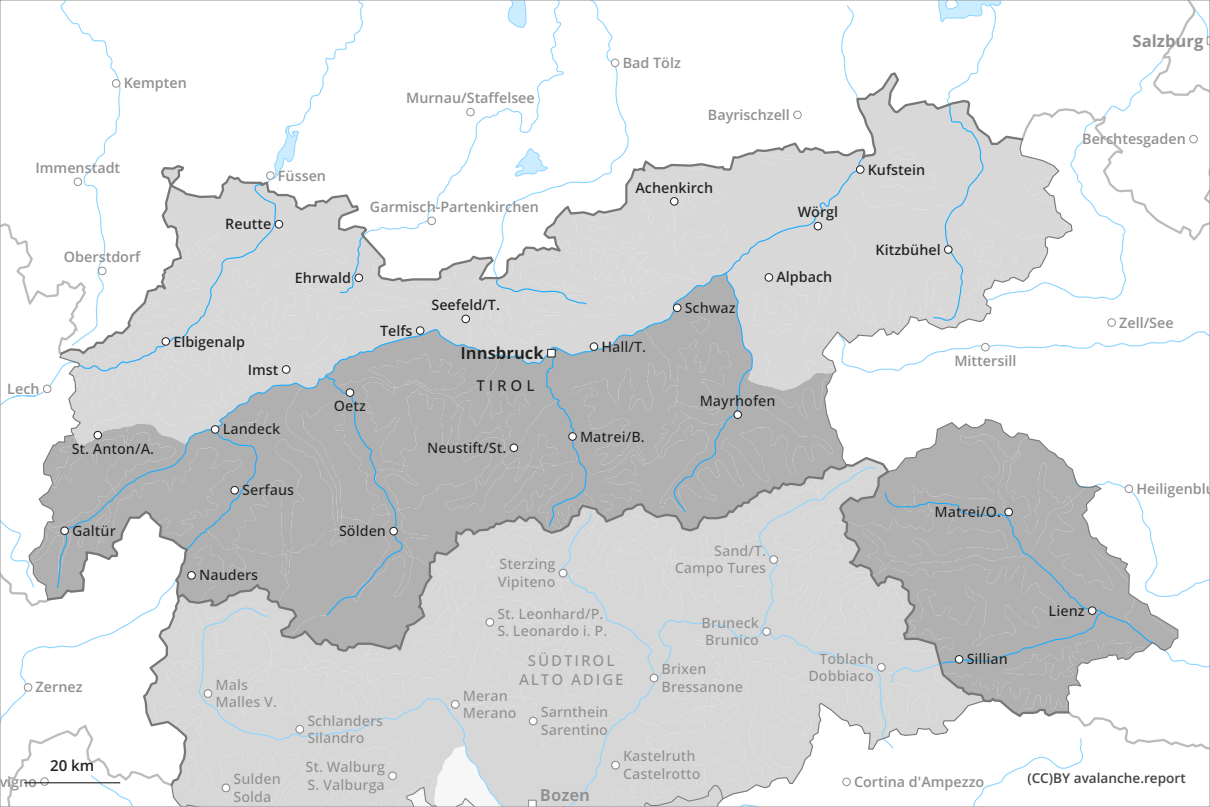 Salzburg
Bad Tölz
Kempten
Murnau/Staffelsee
Bayrischzell
Berchtesgaden
Immenstadt
Füssen
Kufstein
Achenkirch
Garmisch-Partenkirchen
Wörgl
Reutte
Kitzbühel
Oberstdorf
Ehrwald
Alpbach
Seefeld/T.
Schwaz
Zell/See
Telfs
Elbigenalp
Innsbruck
Hall/T.
Mittersill
Imst
TIROL
Lech
Oetz
Mayrhofen
Landeck
Matrei/B.
St. Anton/A.
Neustift/St.
Serfaus
Heiligenblu
Matrei/O.
Galtür
Sölden
Sand/T.
Campo Tures
Sterzing
Vipiteno
Nauders
Lienz
St. Leonhard/P.
S. Leonardo i. P.
Bruneck
Brunico
SÜDTIROL
ALTO ADIGE
Toblach
Dobbiaco
Sillian
Brixen
Bressanone
Zernez
Mals
Malles V.
Meran
Merano
Sarnthein
Sarentino
Schlanders
Silandro
20 km
St. Walburg
S. Valburga
Kastelruth
Castelrotto
vigno
Sulden
Solda
Cortina d'Ampezzo
(CC)BY avalanche.report
Bozen